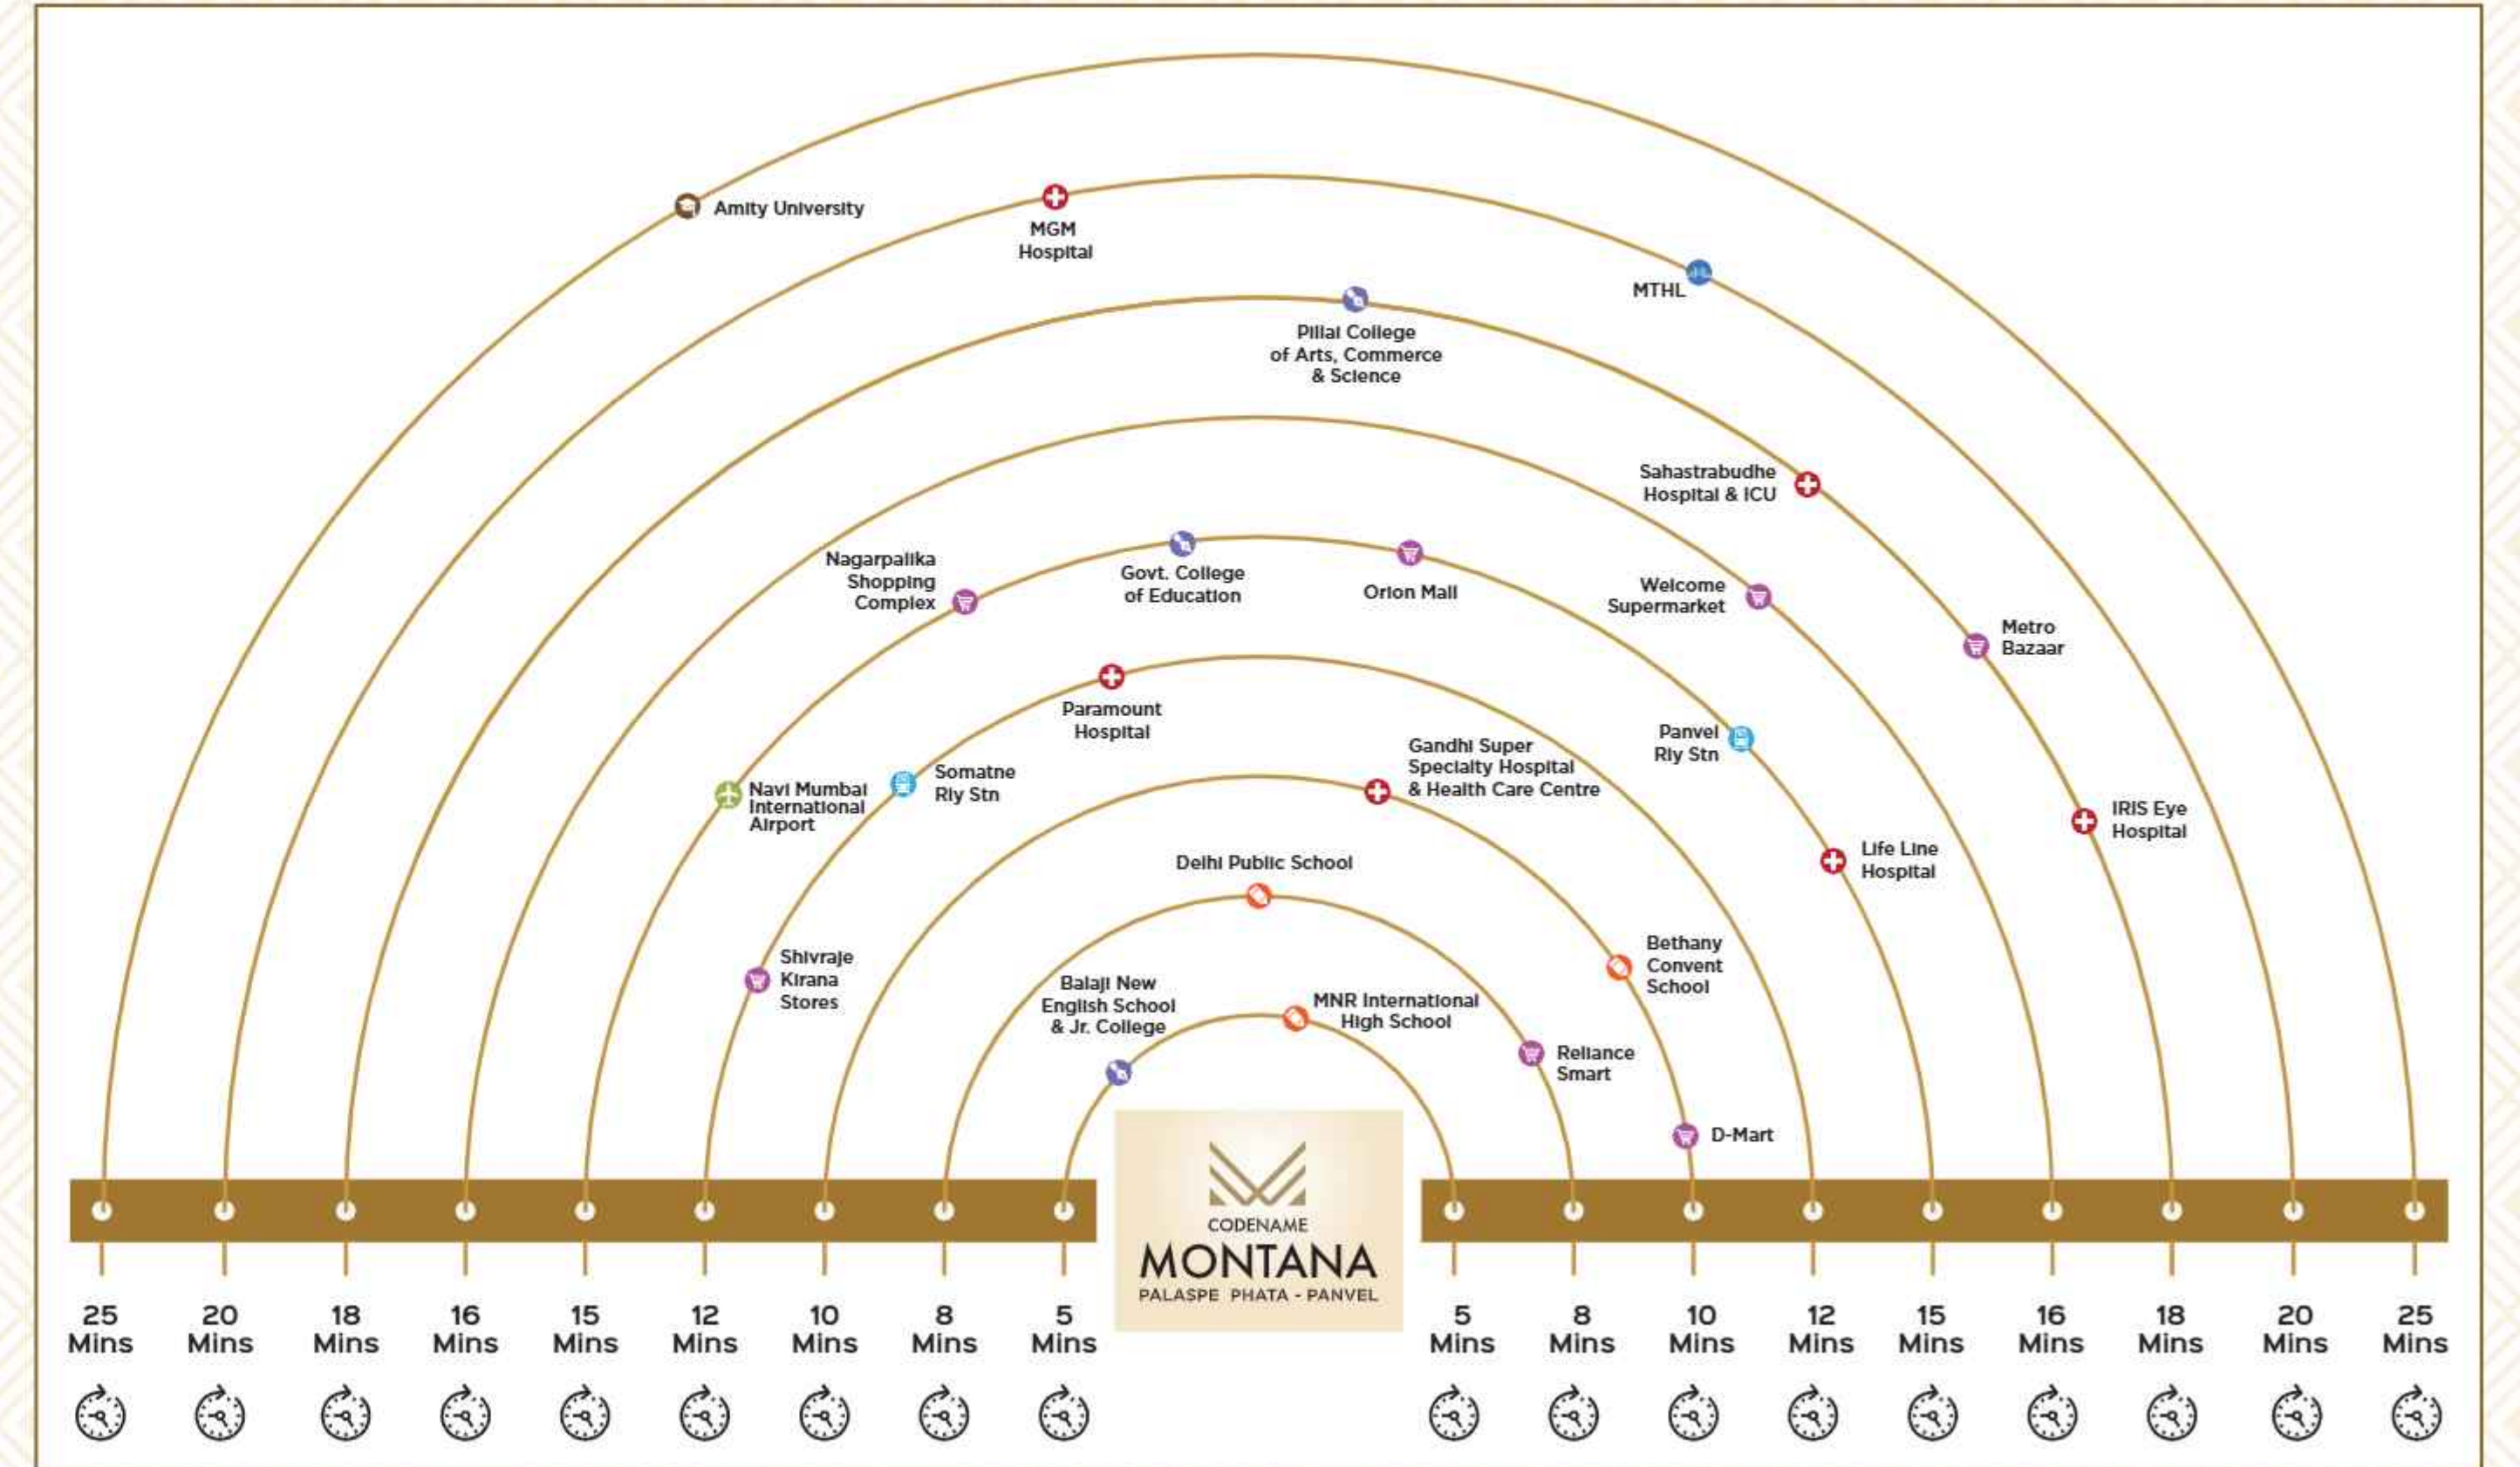 Amity University
MGM
Hospital
MTHL
Pillai College
of Arts, Commerce
& Science
Sahastrabudhe
Hospital & ICU
Nagarpalika
Shopping
Complex
Govt. College
of Education
Orion Mall
Welcome
Supermarket
Metro
Bazaar
Paramount
Hospital
Panvel
Rly Stn
Gandhi Super
Specialty Hospital
& Health Care Centre
Somatne
Rly Stn
Navi Mumbai
International
Airport
IRIS Eye
Hospital
Life Line
Hospital
Delhi Public School
Bethany
Convent
School
Shivraje
Kirana
Stores
Balaji New
English School
& Jr. College
MNR International
High School
Reliance
Smart
D-Mart
CODENAME
MONTANA
PALASPE PHATA - PANVEL
25 20 18 16 15 12 10 8 5 5 8 10 12 15 16 18 20 25
Mins Mins Mins Mins Mins Mins Mins Mins Mins Mins Mins Mins Mins Mins Mins Mins Mins Mins